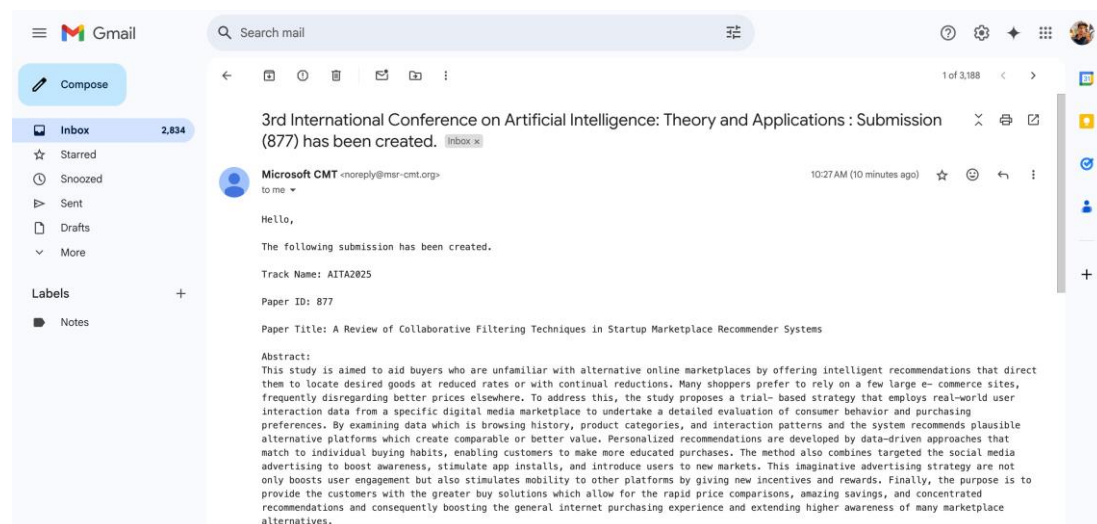 Gmail
Search mail
Compose
1 of 3,188
Inbox 2,834
Starred
Snoozed
Sent
Drafts
More
Labels
Notes
3rd International Conference on Artificial Intelligence: Theory and Applications : Submission
(877) has been created. Inbox x
Microsoft CMT <noreply@msr-cmt.org> 10:27 AM (10 minutes ago)
to me
Hello,
The following submission has been created.
Track Name: AITA2025
Paper ID: 877
Paper Title: A Review of Collaborative Filtering Techniques in Startup Marketplace Recommender Systems
Abstract:
This study is aimed to aid buyers who are unfamiliar with alternative online marketplaces by offering intelligent recommendations that direct
them to locate desired goods at reduced rates or with continual reductions. Many shoppers prefer to rely on a few large e- commerce sites,
frequently disregarding better prices elsewhere. To address this, the study proposes a trial- based strategy that employs real-world user
interaction data from a specific digital media marketplace to undertake a detailed evaluation of consumer behavior and purchasing
preferences. By examining data which is browsing history, product categories, and interaction patterns and the system recommends plausible
alternative platforms which create comparable or better value. Personalized recommendations are developed by data-driven approaches that
match to individual buying habits, enabling customers to make more educated purchases. The method also combines targeted the social media
advertising to boost awareness, stimulate app installs, and introduce users to new markets. This imaginative advertising strategy are not
only boosts user engagement but also stimulates mobility to other platforms by giving new incentives and rewards. Finally, the purpose is to
provide the customers with the greater buy solutions which allow for the rapid price comparisons, amazing savings, and concentrated
recommendations and consequently boosting the general internet purchasing experience and extending higher awareness of many marketplace
alternatives.
31